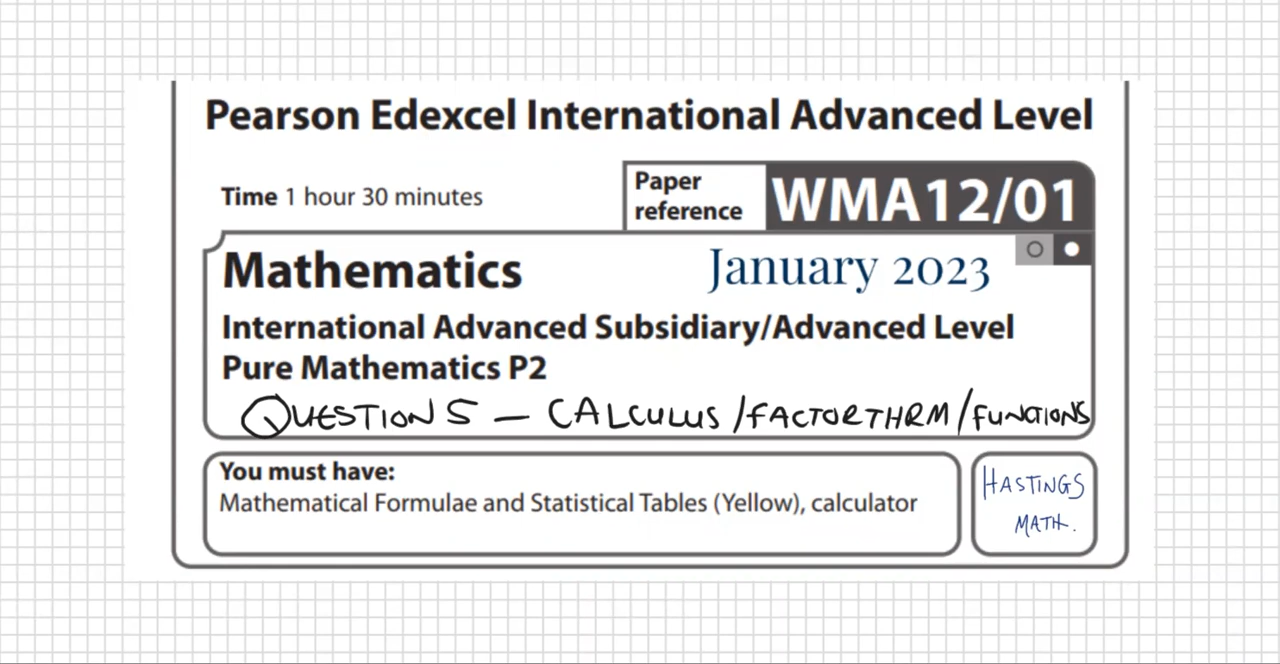 Pearson Edexcel International Advanced Level
Time 1 hour 30 minutes
Paper
reference
WMA12/01
Mathematics
January 2023
International Advanced Subsidiary/Advanced Level
Pure Mathematics P2
QUESTION 5 — CALCULUS/FACTORTHRM/FUNCTIONS
You must have:
Mathematical Formulae and Statistical Tables (Yellow), calculator
HASTINGS
MATH.